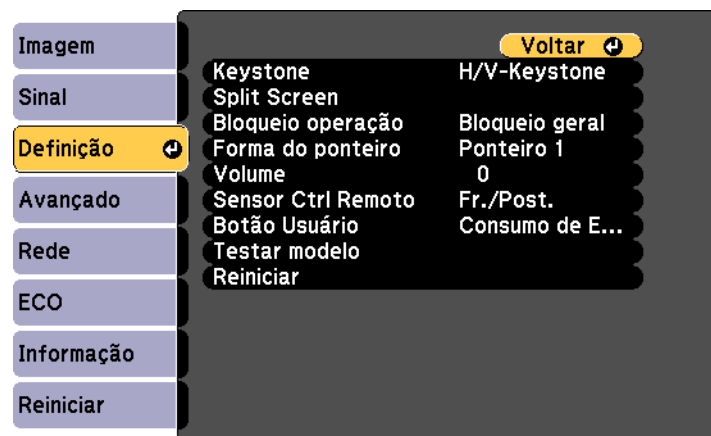 Imagem
Sinal
Definição
Avançado
Rede
ECO
Informação
Reiniciar
Voltar
Keystone H/V-Keystone
Split Screen
Bloqueio operação Bloqueio geral
Forma do ponteiro Ponteiro 1
Volume 0
Sensor Ctrl Remoto Fr./Post.
Botão Usuário Consumo de E...
Testar modelo
Reiniciar